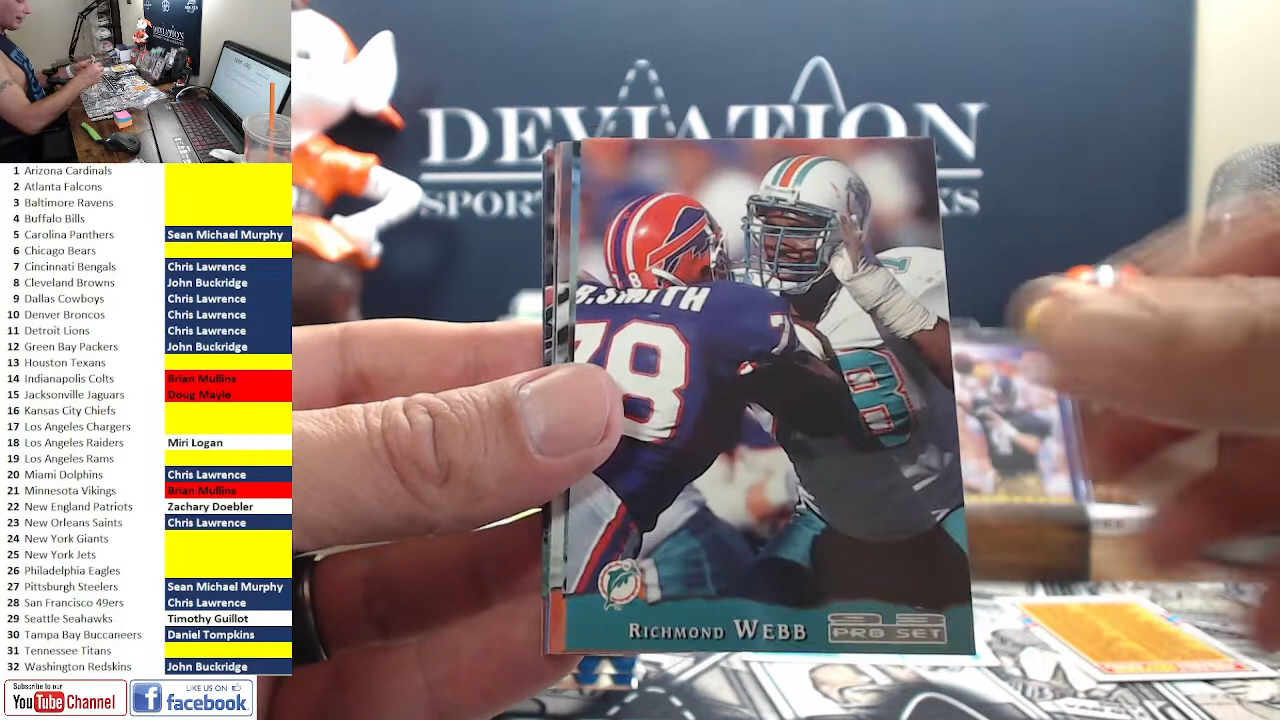 DEVIATION
SPOR
KS
1 Arizona Cardinals
2 Atlanta Falcons
3 Baltimore Ravens
4 Buffalo Bills
5 Carolina Panthers Sean Michael Murphy
6 Chicago Bears
7 Cincinnati Bengals Chris Lawrence
8 Cleveland Browns John Buckridge
9 Dallas Cowboys Chris Lawrence
10 Denver Broncos Chris Lawrence
11 Detroit Lions Chris Lawrence
12 Green Bay Packers John Buckridge
13 Houston Texans
14 Indianapolis Colts Brian Mullins
15 Jacksonville Jaguars Doug Mayle
16 Kansas City Chiefs
17 Los Angeles Chargers
18 Los Angeles Raiders Miri Logan
19 Los Angeles Rams
20 Miami Dolphins Chris Lawrence
21 Minnesota Vikings Brian Mullins
22 New England Patriots Zachary Doebler
23 New Orleans Saints Chris Lawrence
24 New York Giants
25 New York Jets
26 Philadelphia Eagles
27 Pittsburgh Steelers Sean Michael Murphy
28 San Francisco 49ers Chris Lawrence
29 Seattle Seahawks Timothy Guillot
30 Tampa Bay Buccaneers Daniel Tompkins
31 Tennessee Titans
32 Washington Redskins John Buckridge
B.SMITH
78
78
8
RICHMOND WEBB
93
PRO SET
Subscribe to our
YouTube Channel
LIKE US ON
facebook